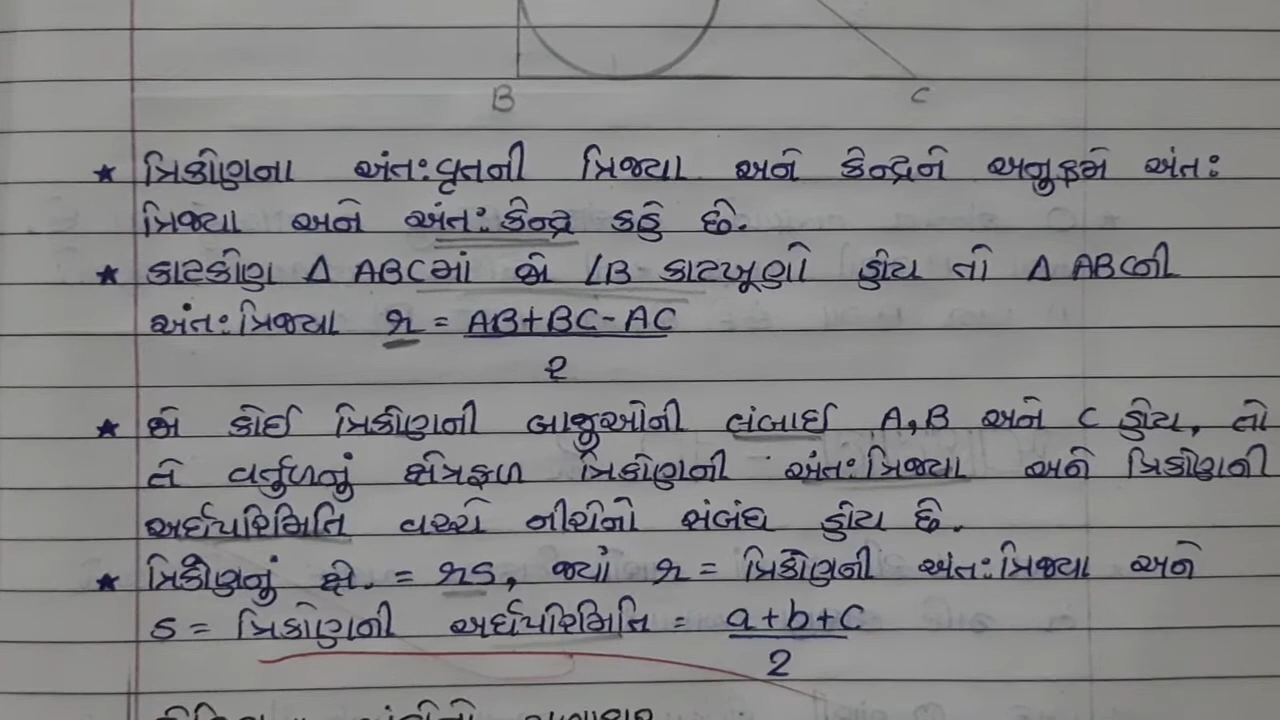 B C
★ ત્રિકોણના અંતઃવૃતની ત્રિજ્યા અને કેન્દ્રને અનુક્રમે અંતઃ
ત્રિજ્યા અને અંતઃકેન્દ્ર કહે છે.
★ કાટકોણ Δ ABCમાં જો ∠B કાટખૂણો હોય તો Δ ABCની
અંતઃત્રિજ્યા r = AB+BC-AC
૨
★ જો કોઈ ત્રિકોણની બાજુઓની લંબાઈ A,B અને C હોય, તો
તે વર્તુળનું ક્ષેત્રફળ ત્રિકોણની અંતઃત્રિજ્યા અને ત્રિકોણની
અર્ધપરિમિતિ વચ્ચે નીચેનો સંબંધ હોય છે.
★ ત્રિકોણનું ક્ષે. = rs, જ્યાં r = ત્રિકોણની અંતઃત્રિજ્યા અને
s = ત્રિકોણની અર્ધપરિમિતિ = a+b+c
2